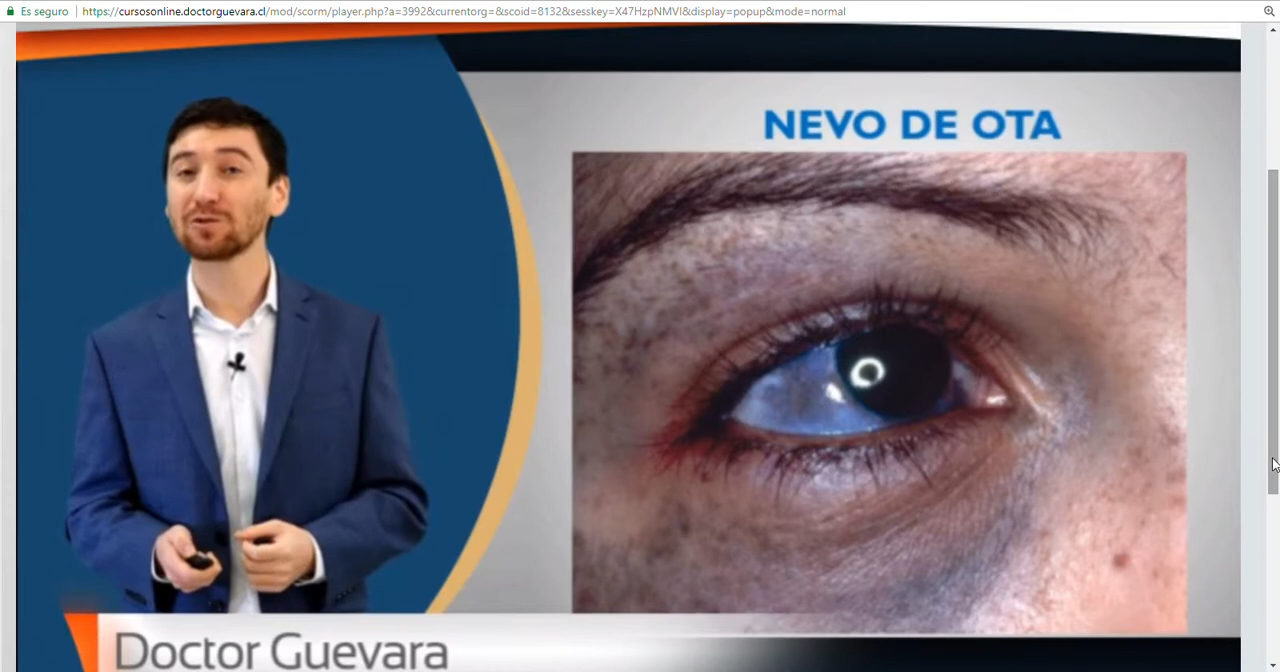 Es seguro https://cursosonline.doctorguevara.cl/mod/scorm/player.php?a=3992&currentorg=&scoid=8132&sesskey=X47HzpNMVI&display=popup&mode=normal
NEVO DE OTA
Doctor Guevara